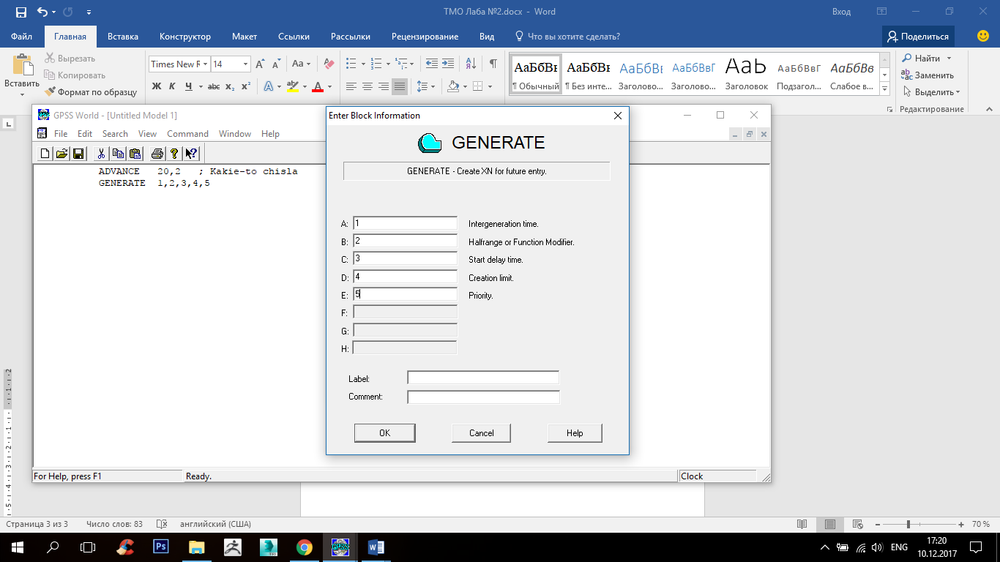 ТМО Лаба №2.docx - Word
Вход
Файл Главная Вставка Конструктор Макет Ссылки Рассылки Рецензирование Вид Что вы хотите сделать? Поделиться
Вставить
Вырезать
Копировать
Формат по образцу
Times New R 14
Ж К Ч abc x₂ x²
АаБбВв АаБбВв АаБбВв АаБбВвГ АаЬ АаБбВвГ АаБбВв
¶ Обычный ¶ Без инте... Заголово... Заголово... Заголовок Подзагол... Слабое в...
Найти
Заменить
Выделить
Редактирование
GPSS World - [Untitled Model 1]
File Edit Search View Command Window Help
ADVANCE 20,2 ; Kakie-to chisla
GENERATE 1,2,3,4,5
Enter Block Information
GENERATE
GENERATE - Create XN for future entry.
A: 1 Intergeneration time.
B: 2 Halfrange or Function Modifier.
C: 3 Start delay time.
D: 4 Creation limit.
E: 5 Priority.
F:
G:
H:
Label:
Comment:
OK Cancel Help
For Help, press F1 Ready. Clock
Страница 3 из 3 Число слов: 83 английский (США) 70 %
ENG
17:20
10.12.2017